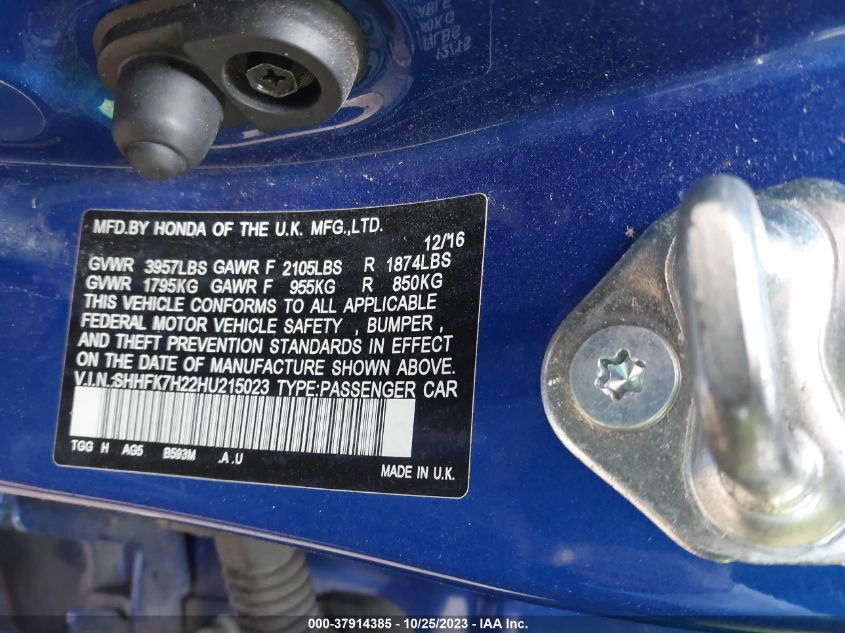 12/15
MFD.BY HONDA OF THE U.K. MFG.,LTD.
12/16
GVWR 3957LBS GAWR F 2105LBS R 1874LBS
GVWR 1795KG GAWR F 955KG R 850KG
THIS VEHICLE CONFORMS TO ALL APPLICABLE
FEDERAL MOTOR VEHICLE SAFETY , BUMPER ,
AND THEFT PREVENTION STANDARDS IN EFFECT
ON THE DATE OF MANUFACTURE SHOWN ABOVE.
V.I.N.:SHHFK7H22HU215023 TYPE:PASSENGER CAR
TGG H AG5 B593M .A .U
MADE IN U.K.
000-37914385 - 10/25/2023 - IAA Inc.